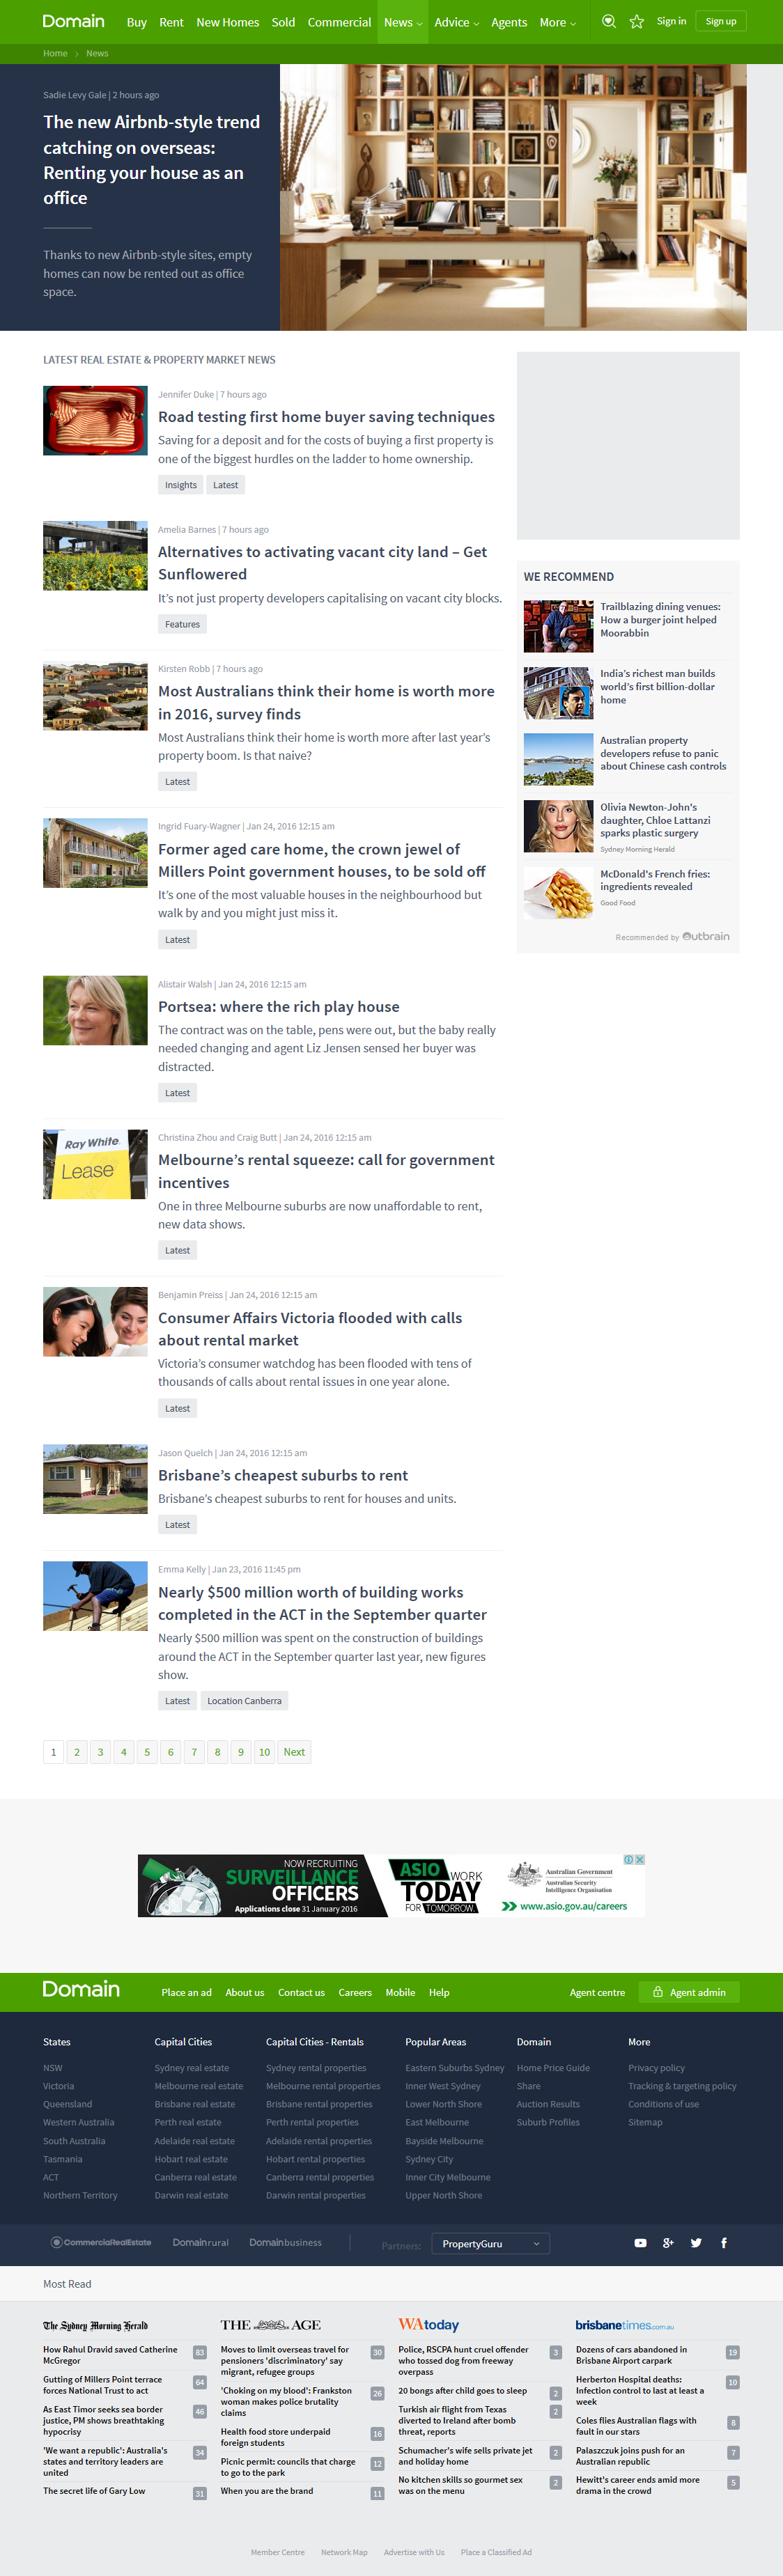 Domain Buy Rent New Homes Sold Commercial News Advice Agents More Sign in Sign up
Home News
Sadie Levy Gale | 2 hours ago
The new Airbnb-style trend
catching on overseas:
Renting your house as an
office
Thanks to new Airbnb-style sites, empty
homes can now be rented out as office
space.
LATEST REAL ESTATE & PROPERTY MARKET NEWS
Jennifer Duke | 7 hours ago
Road testing first home buyer saving techniques
Saving for a deposit and for the costs of buying a first property is
one of the biggest hurdles on the ladder to home ownership.
Insights Latest
Amelia Barnes | 7 hours ago
Alternatives to activating vacant city land – Get
Sunflowered
It’s not just property developers capitalising on vacant city blocks.
Features
Kirsten Robb | 7 hours ago
Most Australians think their home is worth more
in 2016, survey finds
Most Australians think their home is worth more after last year’s
property boom. Is that naive?
Latest
Ingrid Fuary-Wagner | Jan 24, 2016 12:15 am
Former aged care home, the crown jewel of
Millers Point government houses, to be sold off
It’s one of the most valuable houses in the neighbourhood but
walk by and you might just miss it.
Latest
Alistair Walsh | Jan 24, 2016 12:15 am
Portsea: where the rich play house
The contract was on the table, pens were out, but the baby really
needed changing and agent Liz Jensen sensed her buyer was
distracted.
Latest
Ray White.
Lease
Christina Zhou and Craig Butt | Jan 24, 2016 12:15 am
Melbourne’s rental squeeze: call for government
incentives
One in three Melbourne suburbs are now unaffordable to rent,
new data shows.
Latest
Benjamin Preiss | Jan 24, 2016 12:15 am
Consumer Affairs Victoria flooded with calls
about rental market
Victoria’s consumer watchdog has been flooded with tens of
thousands of calls about rental issues in one year alone.
Latest
Jason Quelch | Jan 24, 2016 12:15 am
Brisbane’s cheapest suburbs to rent
Brisbane’s cheapest suburbs to rent for houses and units.
Latest
Emma Kelly | Jan 23, 2016 11:45 pm
Nearly $500 million worth of building works
completed in the ACT in the September quarter
Nearly $500 million was spent on the construction of buildings
around the ACT in the September quarter last year, new figures
show.
Latest Location Canberra
1 2 3 4 5 6 7 8 9 10 Next
WE RECOMMEND
Trailblazing dining venues:
How a burger joint helped
Moorabbin
India’s richest man builds
world’s first billion-dollar
home
Australian property
developers refuse to panic
about Chinese cash controls
Olivia Newton-John's
daughter, Chloe Lattanzi
sparks plastic surgery
Sydney Morning Herald
McDonald's French fries:
ingredients revealed
Good Food
Recommended by Outbrain
NOW RECRUITING
SURVEILLANCE
OFFICERS
Applications close 31 January 2016
ASIO WORK
TODAY
FOR TOMORROW.
Australian Government
Australian Security
Intelligence Organisation
www.asio.gov.au/careers
Domain Place an ad About us Contact us Careers Mobile Help Agent centre Agent admin
States
NSW
Victoria
Queensland
Western Australia
South Australia
Tasmania
ACT
Northern Territory
Capital Cities
Sydney real estate
Melbourne real estate
Brisbane real estate
Perth real estate
Adelaide real estate
Hobart real estate
Canberra real estate
Darwin real estate
Capital Cities - Rentals
Sydney rental properties
Melbourne rental properties
Brisbane rental properties
Perth rental properties
Adelaide rental properties
Hobart rental properties
Canberra rental properties
Darwin rental properties
Popular Areas
Eastern Suburbs Sydney
Inner West Sydney
Lower North Shore
East Melbourne
Bayside Melbourne
Sydney City
Inner City Melbourne
Upper North Shore
Domain
Home Price Guide
Share
Auction Results
Suburb Profiles
More
Privacy policy
Tracking & targeting policy
Conditions of use
Sitemap
CommercialRealEstate Domainrural Domainbusiness Partners: PropertyGuru
Most Read
The Sydney Morning Herald
How Rahul Dravid saved Catherine 83
McGregor
Gutting of Millers Point terrace 64
forces National Trust to act
As East Timor seeks sea border 46
justice, PM shows breathtaking
hypocrisy
'We want a republic': Australia's 34
states and territory leaders are
united
The secret life of Gary Low 31
THE AGE
Moves to limit overseas travel for 30
pensioners 'discriminatory' say
migrant, refugee groups
'Choking on my blood': Frankston 26
woman makes police brutality
claims
Health food store underpaid 16
foreign students
Picnic permit: councils that charge 12
to go to the park
When you are the brand 11
WAtoday
Police, RSCPA hunt cruel offender 3
who tossed dog from freeway
overpass
20 bongs after child goes to sleep 2
Turkish air flight from Texas 2
diverted to Ireland after bomb
threat, reports
Schumacher's wife sells private jet 2
and holiday home
No kitchen skills so gourmet sex 2
was on the menu
brisbanetimes.com.au
Dozens of cars abandoned in 19
Brisbane Airport carpark
Herberton Hospital deaths: 10
Infection control to last at least a
week
Coles flies Australian flags with 8
fault in our stars
Palaszczuk joins push for an 7
Australian republic
Hewitt's career ends amid more 5
drama in the crowd
Member Centre Network Map Advertise with Us Place a Classified Ad